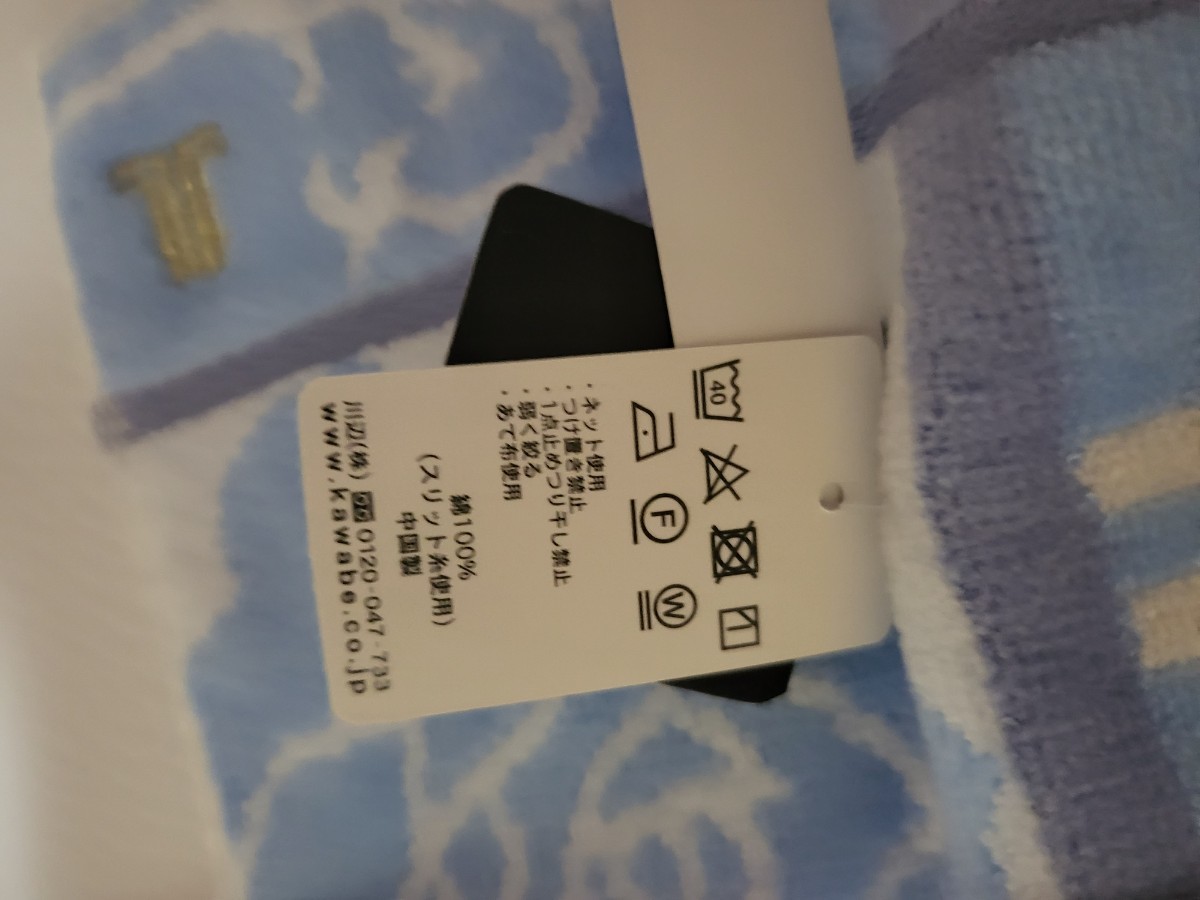 40
F W
・ネット使用
・つけ置き禁止
・1点止めつり干し禁止
・弱く絞る
・あて布使用
綿100%
(スリット糸使用)
中国製
川辺(株) 0120-047-733
www.kawabe.co.jp